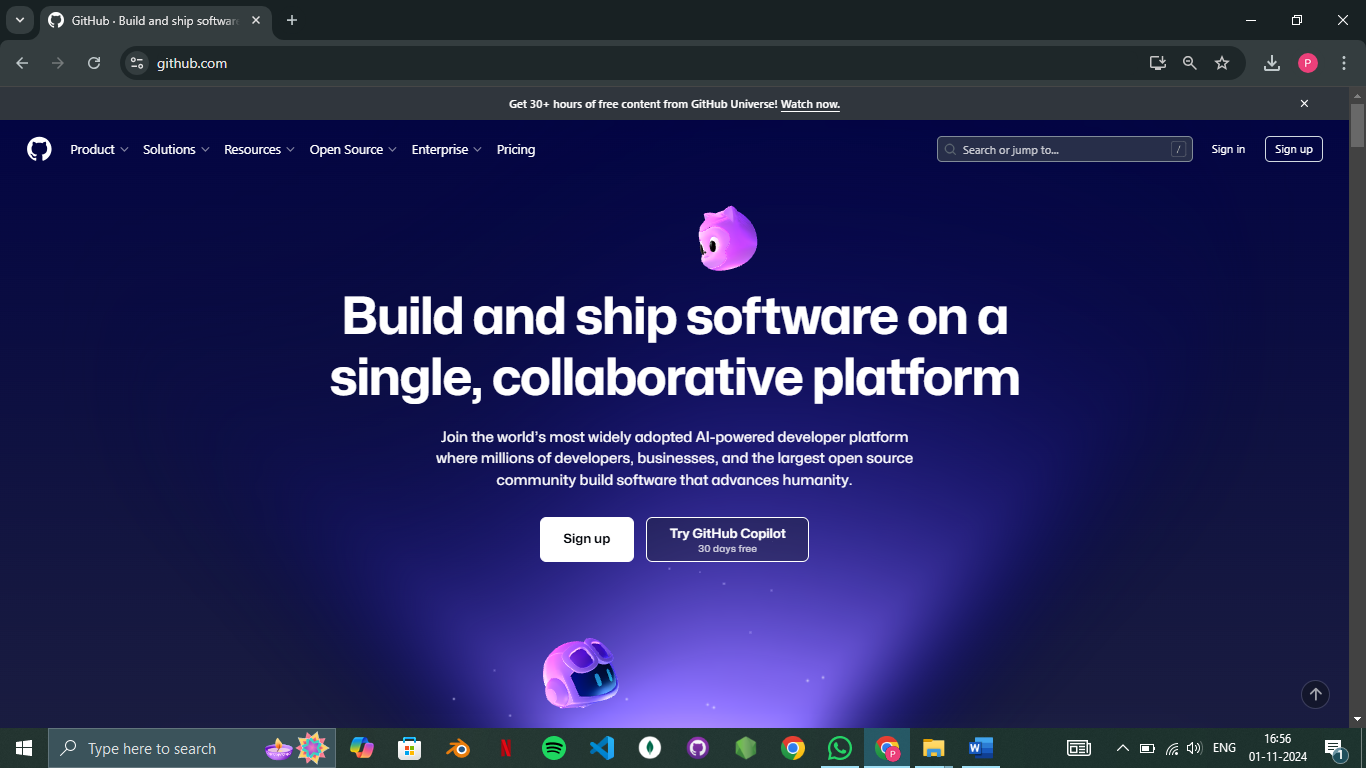 GitHub · Build and ship software
github.com
P
Get 30+ hours of free content from GitHub Universe! Watch now.
Product Solutions Resources Open Source Enterprise Pricing Search or jump to... / Sign in Sign up
Build and ship software on a
single, collaborative platform
Join the world's most widely adopted AI-powered developer platform
where millions of developers, businesses, and the largest open source
community build software that advances humanity.
Sign up
Try GitHub Copilot
30 days free
Type here to search
N
P
W
ENG
16:56
01-11-2024
1